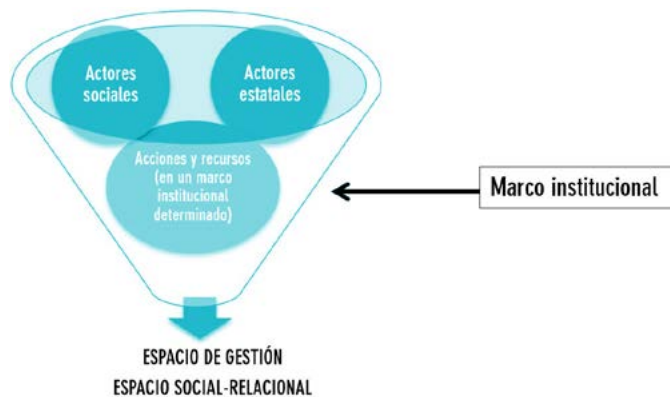 Actores
sociales
Actores
estatales
Acciones y recursos
(en un marco
institucional
determinado)
Marco institucional
ESPACIO DE GESTIÓN
ESPACIO SOCIAL-RELACIONAL